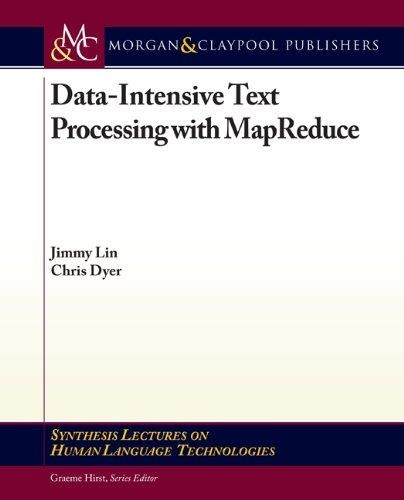 M
&C
MORGAN&CLAYPOOL PUBLISHERS
Data-Intensive Text
Processing with MapReduce
Jimmy Lin
Chris Dyer
SYNTHESIS LECTURES ON
HUMAN LANGUAGE TECHNOLOGIES
Graeme Hirst, Series Editor